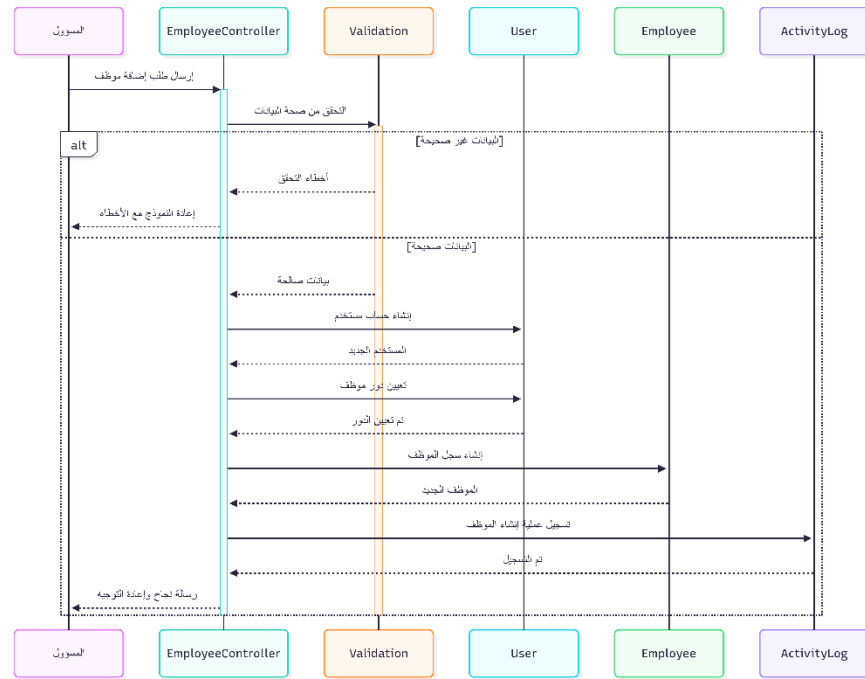 المسؤول
EmployeeController
Validation
User
Employee
ActivityLog
إرسال طلب إضافة موظف
التحقق من صحة البيانات
alt
[البيانات غير صحيحة]
أخطاء التحقق
إعادة النموذج مع الأخطاء
[البيانات صحيحة]
بيانات صالحة
إنشاء حساب مستخدم
المستخدم الجديد
تعيين دور موظف
تم تعيين الدور
إنشاء سجل الموظف
الموظف الجديد
تسجيل عملية إنشاء الموظف
تم التسجيل
رسالة نجاح وإعادة التوجيه
المسؤول
EmployeeController
Validation
User
Employee
ActivityLog